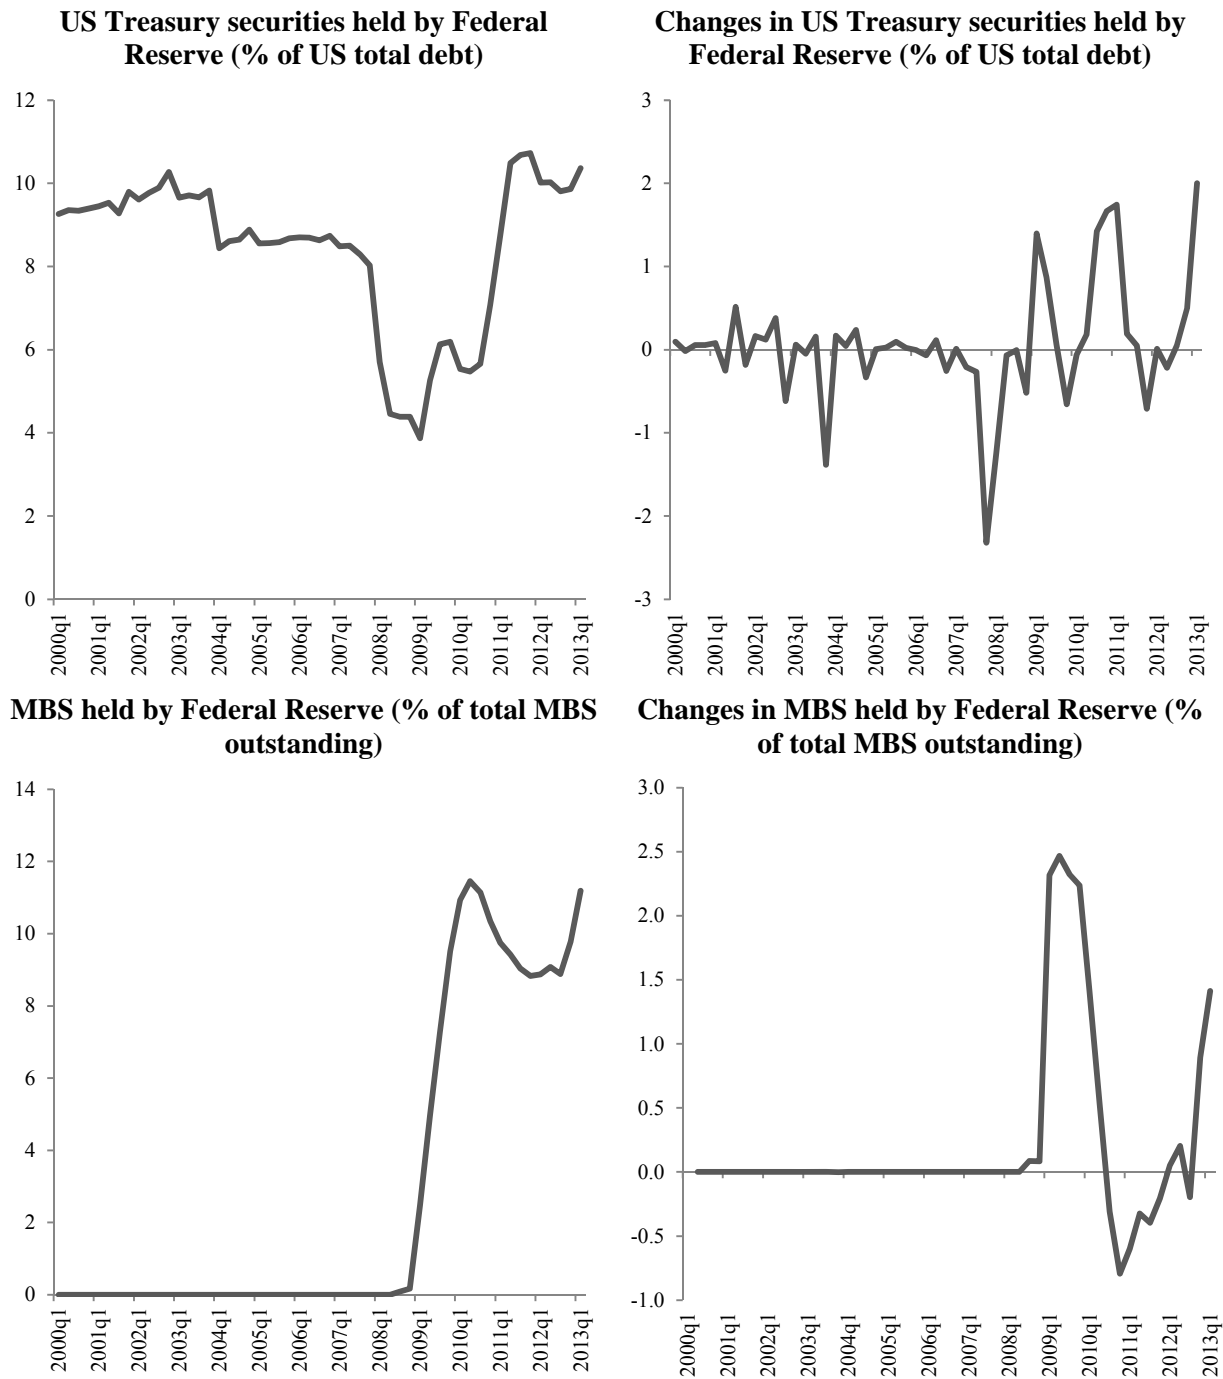 US Treasury securities held by Federal
Reserve (% of US total debt)
12
10
8
6
4
2
0
2000q1
2001q1
2002q1
2003q1
2004q1
2005q1
2006q1
2007q1
2008q1
2009q1
2010q1
2011q1
2012q1
2013q1
Changes in US Treasury securities held by
Federal Reserve (% of US total debt)
3
2
1
0
-1
-2
-3
2000q1
2001q1
2002q1
2003q1
2004q1
2005q1
2006q1
2007q1
2008q1
2009q1
2010q1
2011q1
2012q1
2013q1
MBS held by Federal Reserve (% of total MBS
outstanding)
14
12
10
8
6
4
2
0
2000q1
2001q1
2002q1
2003q1
2004q1
2005q1
2006q1
2007q1
2008q1
2009q1
2010q1
2011q1
2012q1
2013q1
Changes in MBS held by Federal Reserve (%
of total MBS outstanding)
3.0
2.5
2.0
1.5
1.0
0.5
0.0
-0.5
-1.0
2000q1
2001q1
2002q1
2003q1
2004q1
2005q1
2006q1
2007q1
2008q1
2009q1
2010q1
2011q1
2012q1
2013q1